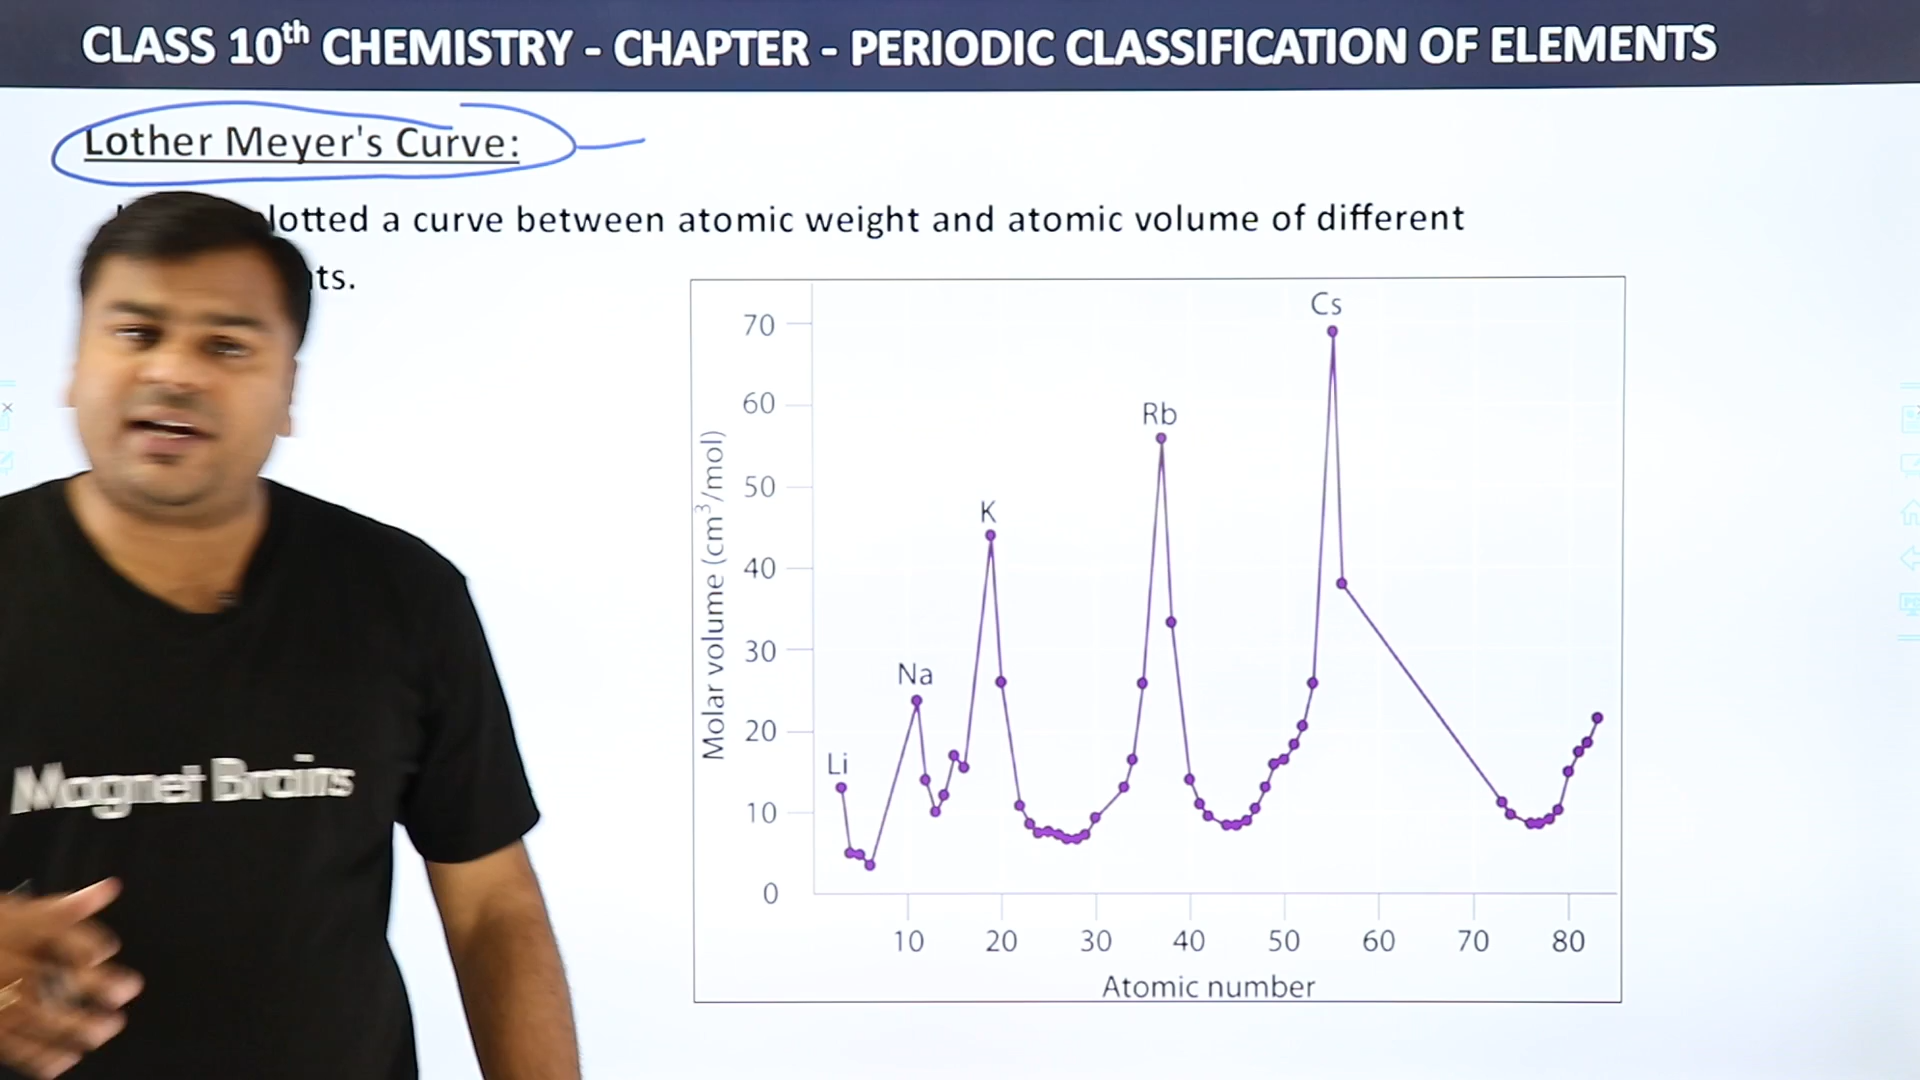 CLASS 10th CHEMISTRY - CHAPTER - PERIODIC CLASSIFICATION OF ELEMENTS
Lother Meyer's Curve:
lotted a curve between atomic weight and atomic volume of different
ts.
Cs
70
60
Rb
50
K
40
30
Na
20
Li
10
0
Molar volume (cm³/mol)
10 20 30 40 50 60 70 80
Atomic number
Magnet Brains